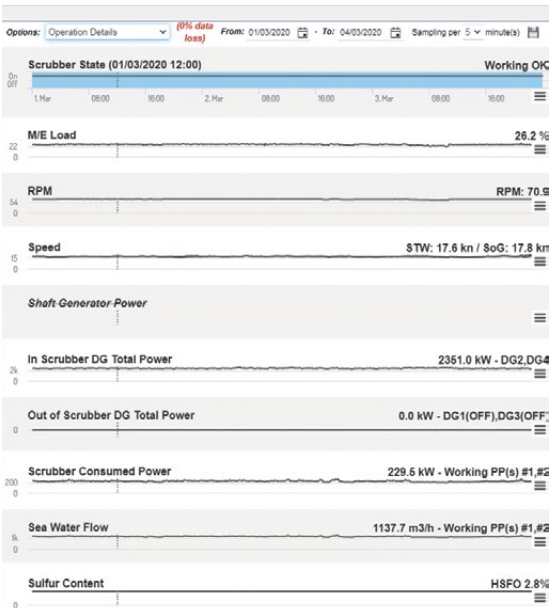 Options: Operation Details (0% data loss) From: 01/03/2020 - To: 04/03/2020 Sampling per 5 minute(s)
Scrubber State (01/03/2020 12:00) Working OK
On
Off
1. Mar 08:00 16:00 2. Mar 08:00 16:00 3. Mar 08:00 16:00
M/E Load 26.2 %
22
0
RPM RPM: 70.9
54
0
Speed STW: 17.6 kn / SoG: 17.8 kn
15
0
Shaft Generator Power
In Scrubber DG Total Power 2351.0 kW - DG2,DG4
2k
0
Out of Scrubber DG Total Power 0.0 kW - DG1(OFF),DG3(OFF)
0
Scrubber Consumed Power 229.5 kW - Working PP(s) #1,#2
200
0
Sea Water Flow 1137.7 m3/h - Working PP(s) #1,#2
1k
0
Sulfur Content HSFO 2.8%
0